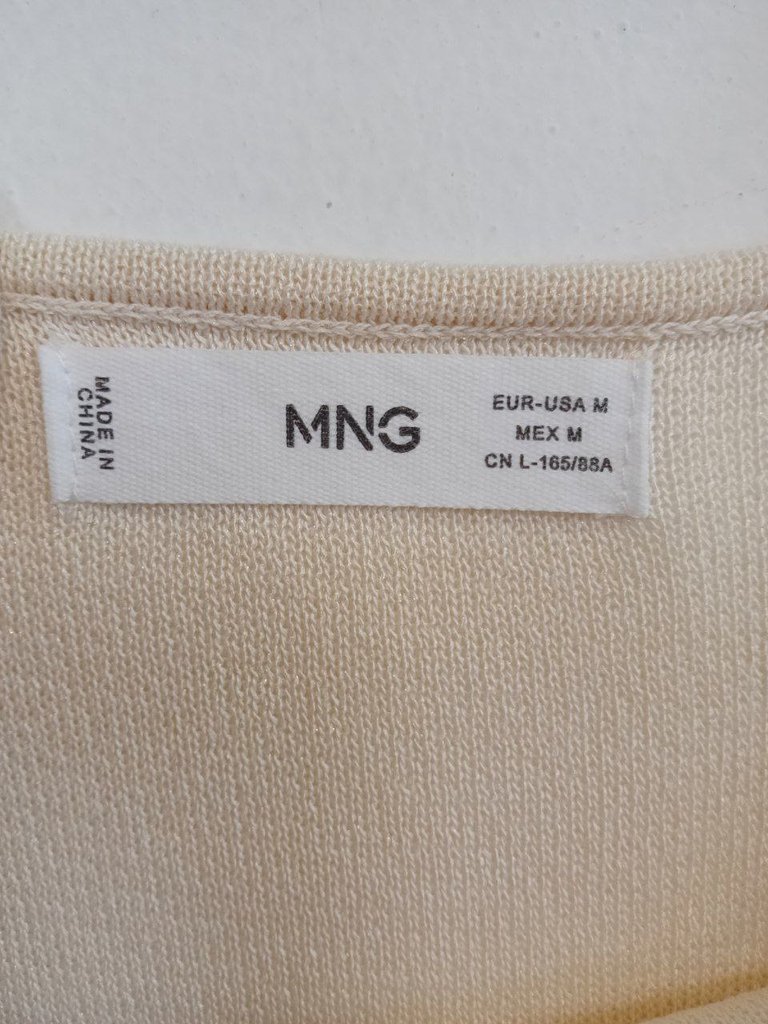 MADE IN
CHINA
MNG
EUR-USA M
MEX M
CN L-165/88A